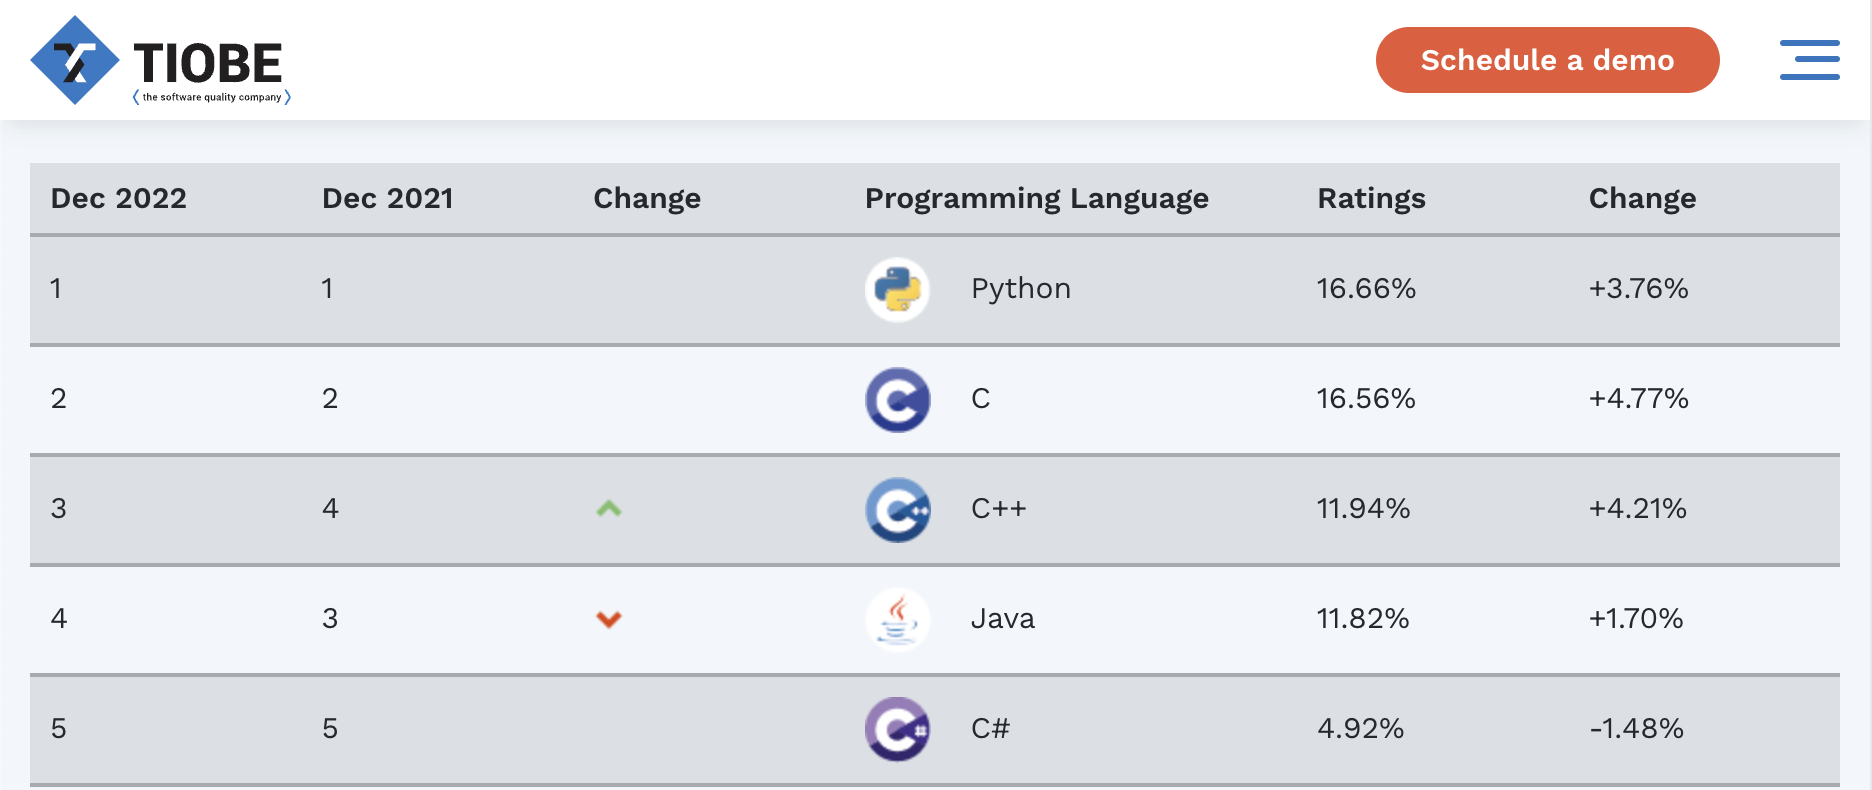 TIOBE
the software quality company
Schedule a demo
Dec 2022 Dec 2021 Change Programming Language Ratings Change
1 1 Python 16.66% +3.76%
2 2 C 16.56% +4.77%
3 4 C++ 11.94% +4.21%
4 3 Java 11.82% +1.70%
5 5 C# 4.92% -1.48%